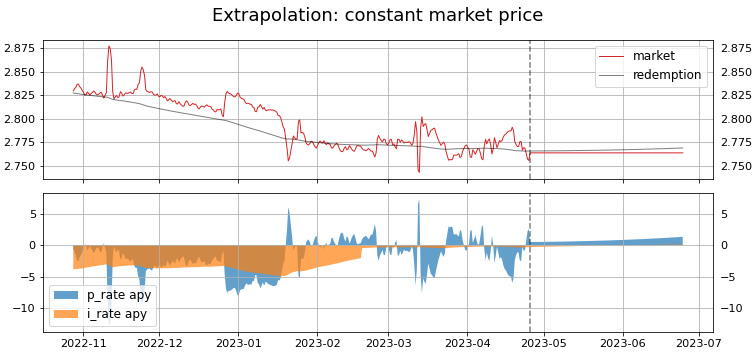 Extrapolation: constant market price
2.875 2.875
2.850 2.850
2.825 2.825
2.800 2.800
2.775 2.775
2.750 2.750
market
redemption
5 5
0 0
−5 −5
−10 −10
p_rate apy
i_rate apy
2022-11 2022-12 2023-01 2023-02 2023-03 2023-04 2023-05 2023-06 2023-07